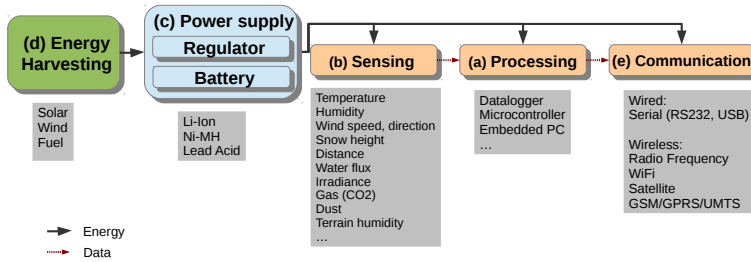 (d) Energy
Harvesting
Solar
Wind
Fuel
(c) Power supply
Regulator
Battery
Li-Ion
Ni-MH
Lead Acid
(b) Sensing
Temperature
Humidity
Wind speed, direction
Snow height
Distance
Water flux
Irradiance
Gas (CO2)
Dust
Terrain humidity
...
(a) Processing
Datalogger
Microcontroller
Embedded PC
...
(e) Communication
Wired:
Serial (RS232, USB)
Wireless:
Radio Frequency
WiFi
Satellite
GSM/GPRS/UMTS
Energy
Data